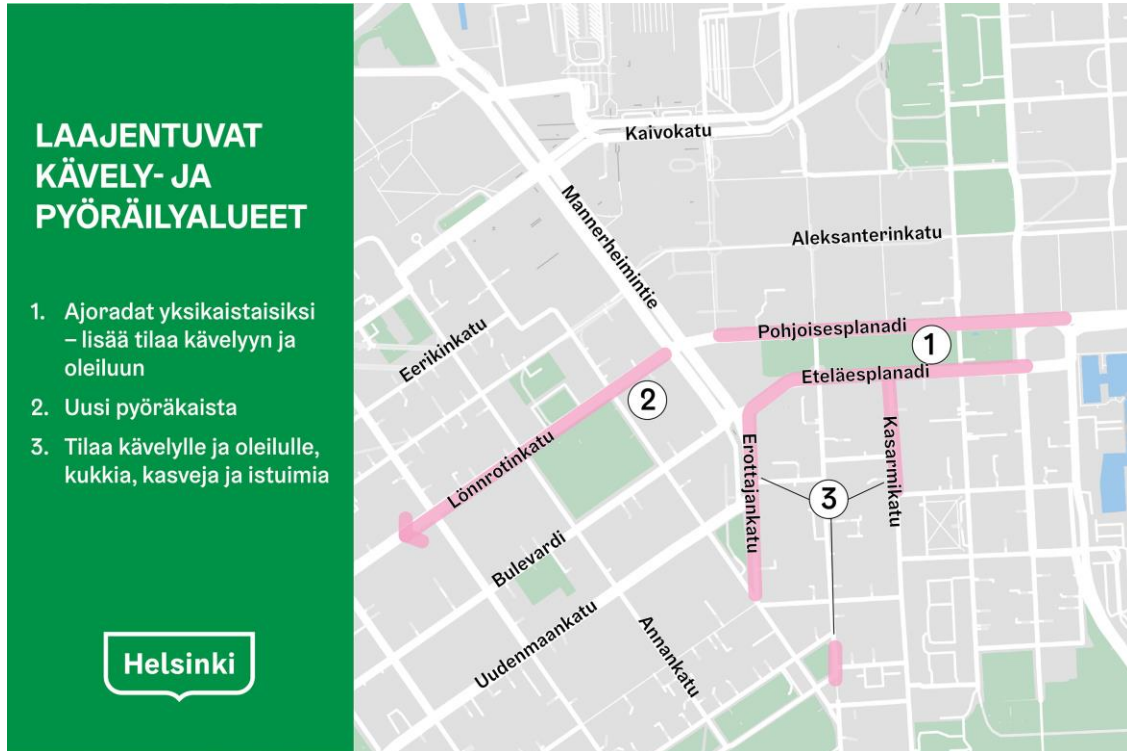 LAAJENTUVAT
KÄVELY- JA
PYÖRÄILYALUEET
1. Ajoradat yksikaistaisiksi
– lisää tilaa kävelyyn ja
oleiluun
2. Uusi pyöräkaista
3. Tilaa kävelylle ja oleilulle,
kukkia, kasveja ja istuimia
Helsinki
Kaivokatu
Mannerheimintie
Aleksanterinkatu
Pohjoisesplanadi
1
Eteläesplanadi
Eerikinkatu
2
Lönnrotinkatu
Erottajankatu
Kasarmikatu
3
Bulevardi
Uudenmaankatu
Annankatu